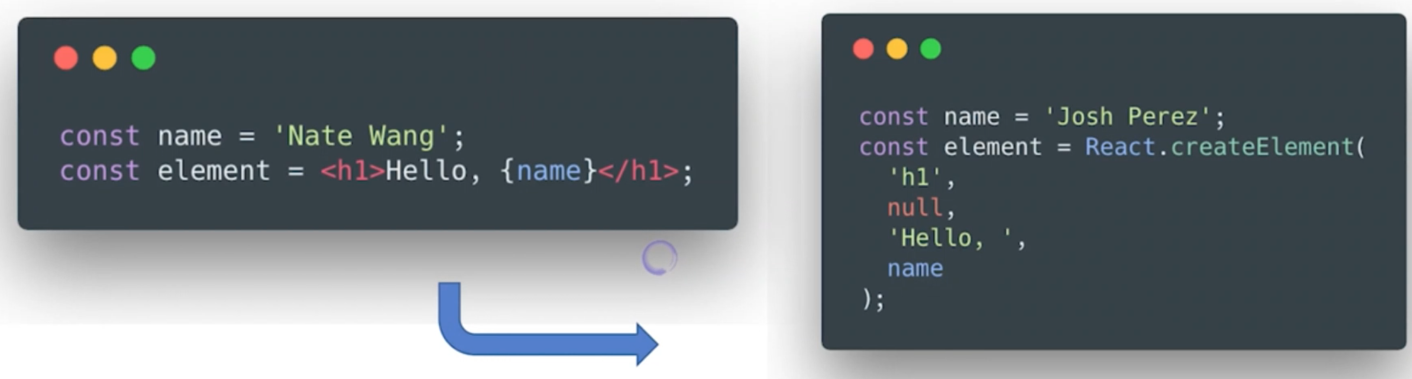 const name = 'Nate Wang';
const element = <h1>Hello, {name}</h1>;
const name = 'Josh Perez';
const element = React.createElement(
  'h1',
  null,
  'Hello, ',
  name
);